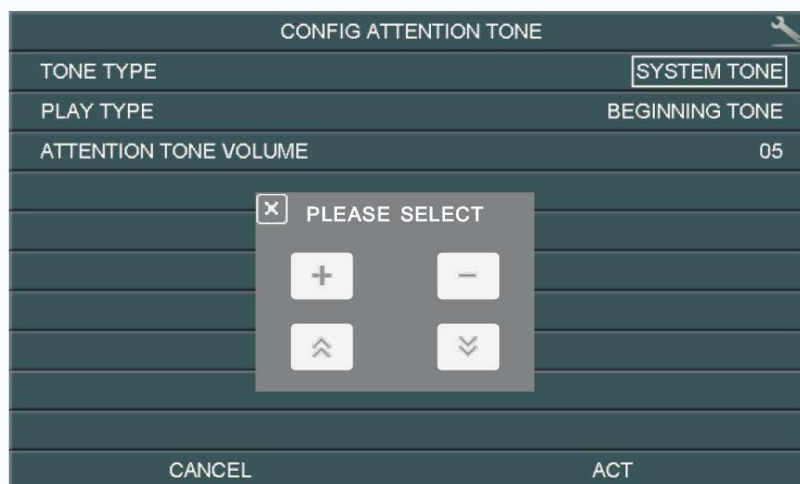 CONFIG ATTENTION TONE
TONE TYPE SYSTEM TONE
PLAY TYPE BEGINNING TONE
ATTENTION TONE VOLUME 05
X PLEASE SELECT
+ −
CANCEL ACT